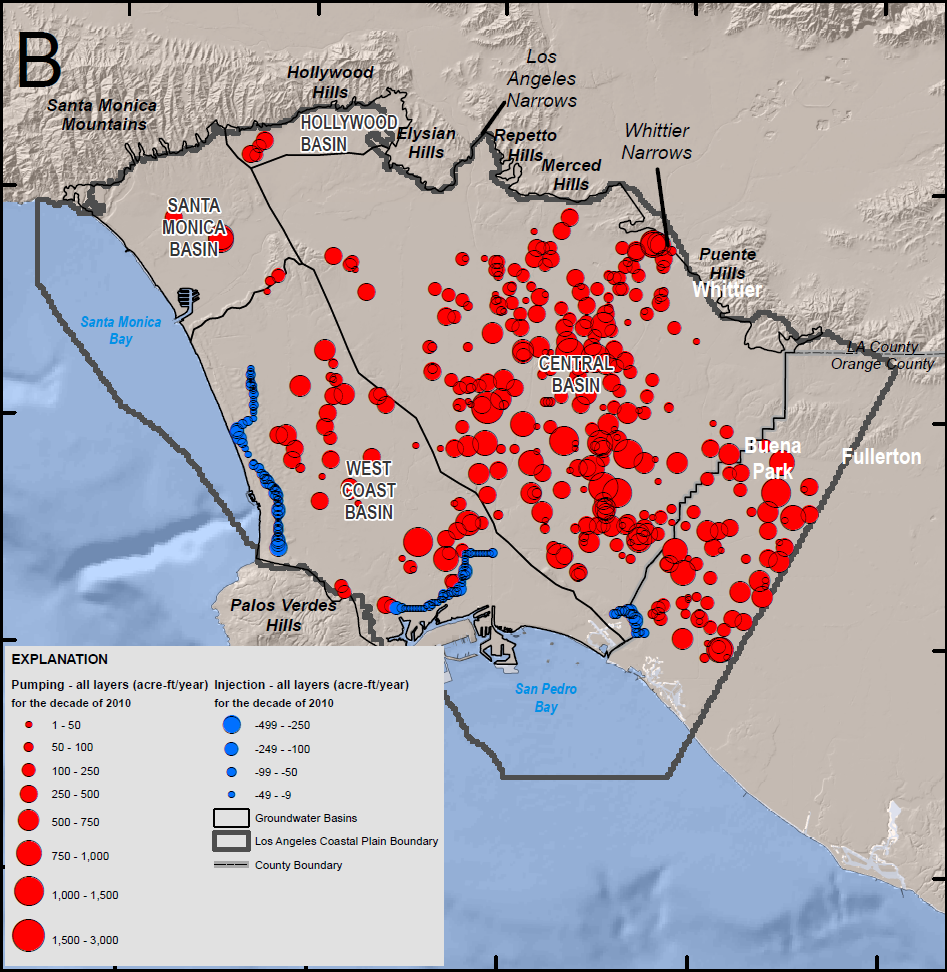 B
Los
Angeles
Narrows
Hollywood
Hills
Santa Monica
Mountains
HOLLYWOOD
BASIN
Elysian
Hills
Repetto
Hills
Whittier
Narrows
Merced
Hills
SANTA
MONICA
BASIN
Puente
Hills
Whittier
Santa Monica
Bay
LA County
Orange County
CENTRAL
BASIN
Buena
Park
Fullerton
WEST
COAST
BASIN
Palos Verdes
Hills
San Pedro
Bay
EXPLANATION
Pumping - all layers (acre-ft/year)
for the decade of 2010
1 - 50
50 - 100
100 - 250
250 - 500
500 - 750
750 - 1,000
1,000 - 1,500
1,500 - 3,000
Injection - all layers (acre-ft/year)
for the decade of 2010
-499 - -250
-249 - -100
-99 - -50
-49 - -9
Groundwater Basins
Los Angeles Coastal Plain Boundary
County Boundary